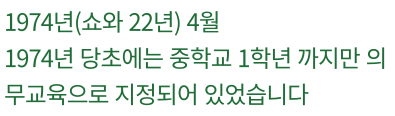 1974년(쇼와 22년) 4월
1974년 당초에는 중학교 1학년 까지만 의
무교육으로 지정되어 있었습니다